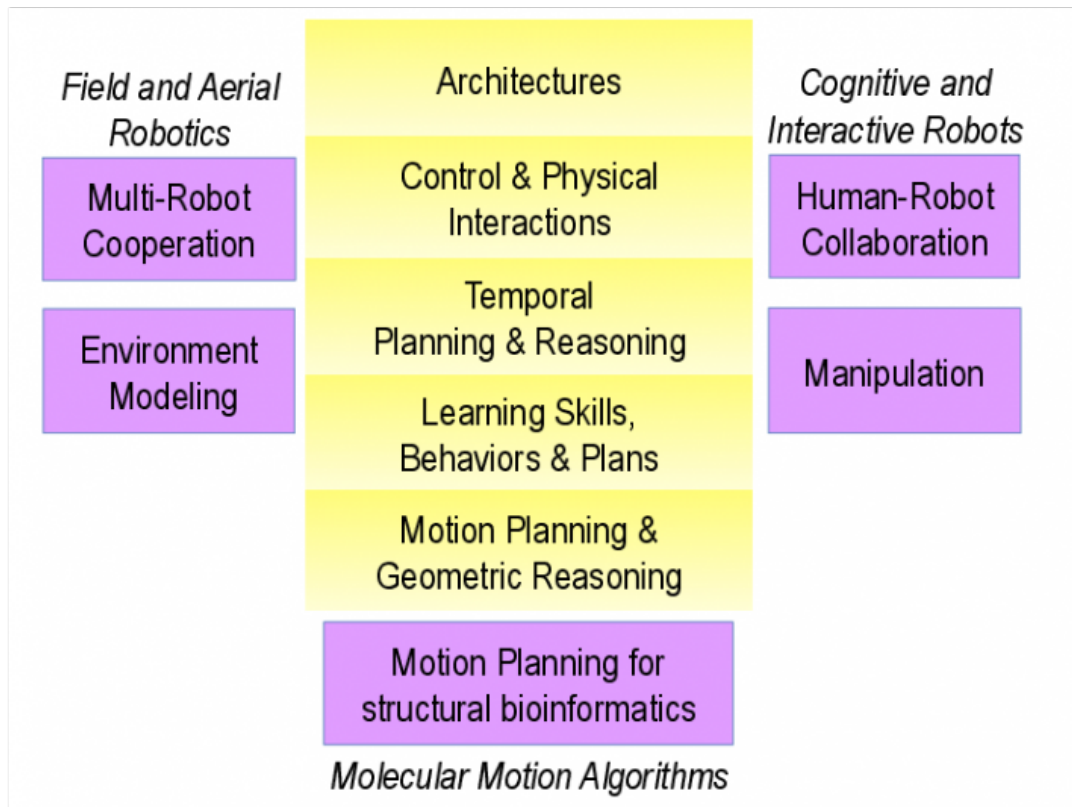 Field and Aerial
Robotics
Multi-Robot
Cooperation
Environment
Modeling
Architectures
Control & Physical
Interactions
Temporal
Planning & Reasoning
Learning Skills,
Behaviors & Plans
Motion Planning &
Geometric Reasoning
Cognitive and
Interactive Robots
Human-Robot
Collaboration
Manipulation
Motion Planning for
structural bioinformatics
Molecular Motion Algorithms